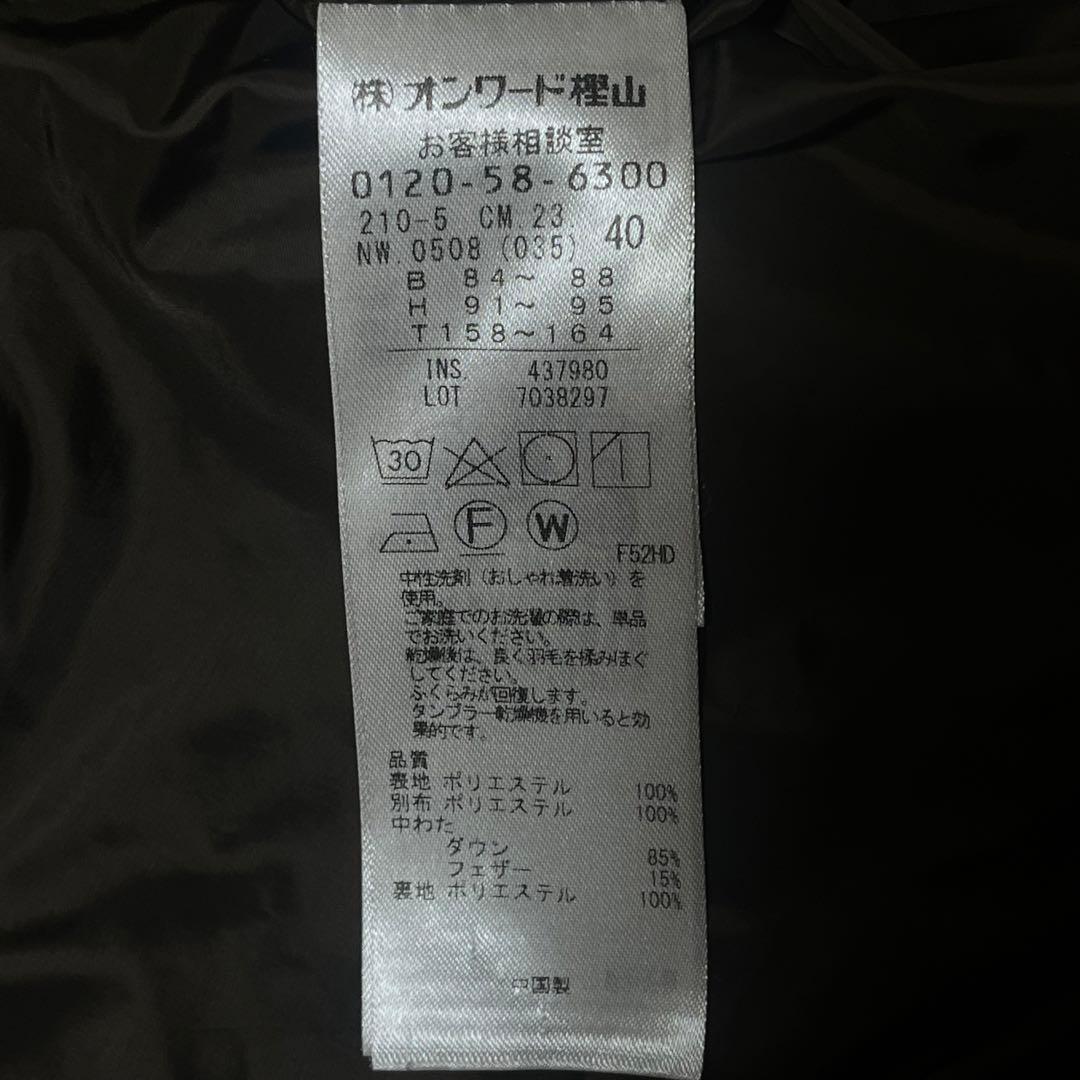 (株)オンワード樫山
お客様相談室
0120-58-6300
210-5 CM.23 40
NW.0508 (035)
B 84～ 88
H 91～ 95
T158～164
INS. 437980
LOT 7038297
30
F W
F52HD
中性洗剤（おしゃれ着洗い）を
使用。
ご家庭でのお洗濯の際は、単品
でお洗いください。
乾燥後は、良く羽毛を揉みほぐ
してください。
ふくらみが回復します。
タンブラー乾燥機を用いると効
果的です。
品質
表地 ポリエステル 100%
別布 ポリエステル 100%
中わた
ダウン 85%
フェザー 15%
裏地 ポリエステル 100%
中国製